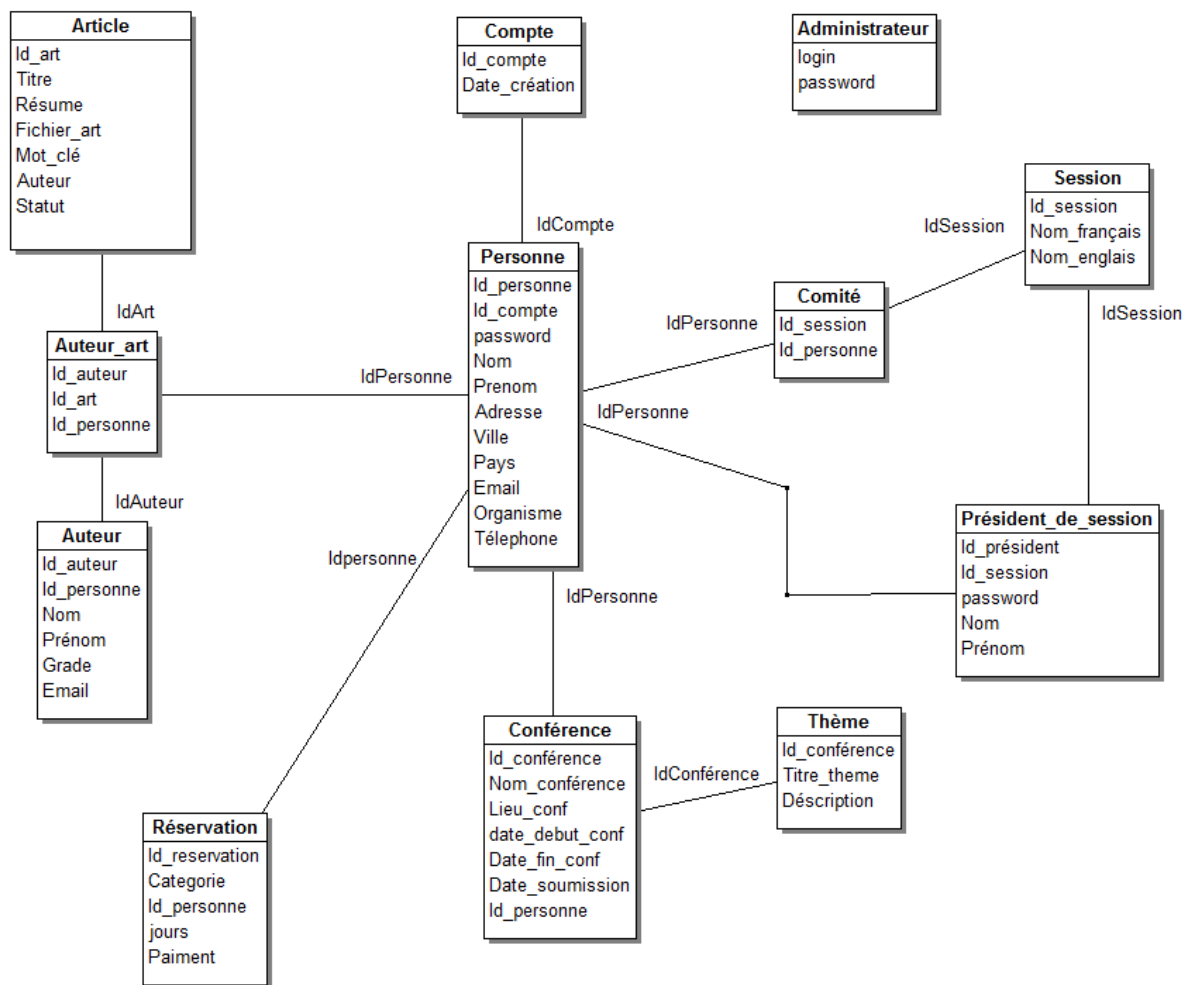 Article
Id_art
Titre
Résume
Fichier_art
Mot_clé
Auteur
Statut
Compte
Id_compte
Date_création
Administrateur
login
password
Session
Id_session
Nom_français
Nom_englais
IdCompte
IdSession
Personne
Id_personne
Id_compte
password
Nom
Prenom
Adresse
Ville
Pays
Email
Organisme
Télephone
Comité
Id_session
Id_personne
IdPersonne
IdSession
IdArt
Auteur_art
Id_auteur
Id_art
Id_personne
IdPersonne
IdPersonne
IdAuteur
Auteur
Id_auteur
Id_personne
Nom
Prénom
Grade
Email
Président_de_session
Id_président
Id_session
password
Nom
Prénom
Idpersonne
IdPersonne
Conférence
Id_conférence
Nom_conférence
Lieu_conf
date_debut_conf
Date_fin_conf
Date_soumission
Id_personne
IdConférence
Thème
Id_conférence
Titre_theme
Déscription
Réservation
Id_reservation
Categorie
Id_personne
jours
Paiment